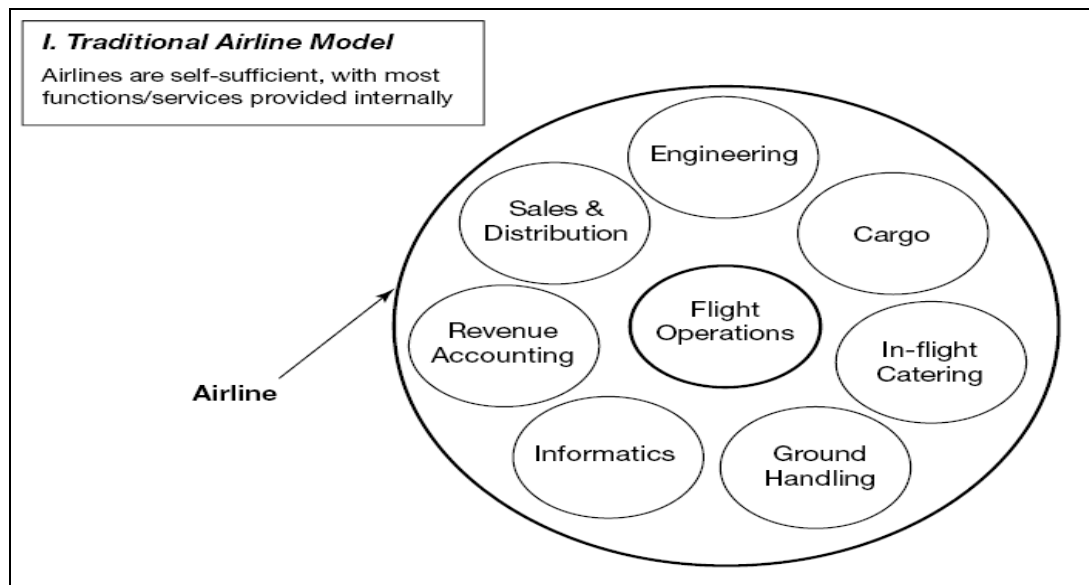 I. Traditional Airline Model
Airlines are self-sufficient, with most
functions/services provided internally
Engineering
Sales &
Distribution
Cargo
Flight
Operations
Revenue
Accounting
In-flight
Catering
Airline
Informatics
Ground
Handling